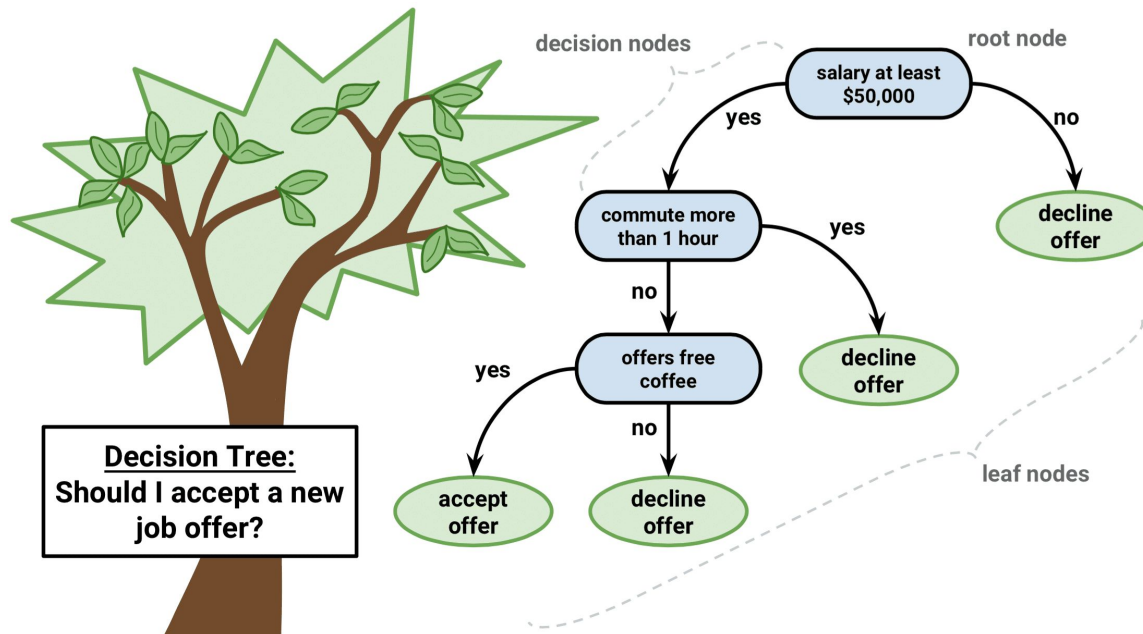 decision nodes
root node
salary at least
$50,000
yes
no
commute more
than 1 hour
yes
decline
offer
no
offers free
coffee
decline
offer
yes
no
accept
offer
decline
offer
leaf nodes
Decision Tree:
Should I accept a new
job offer?